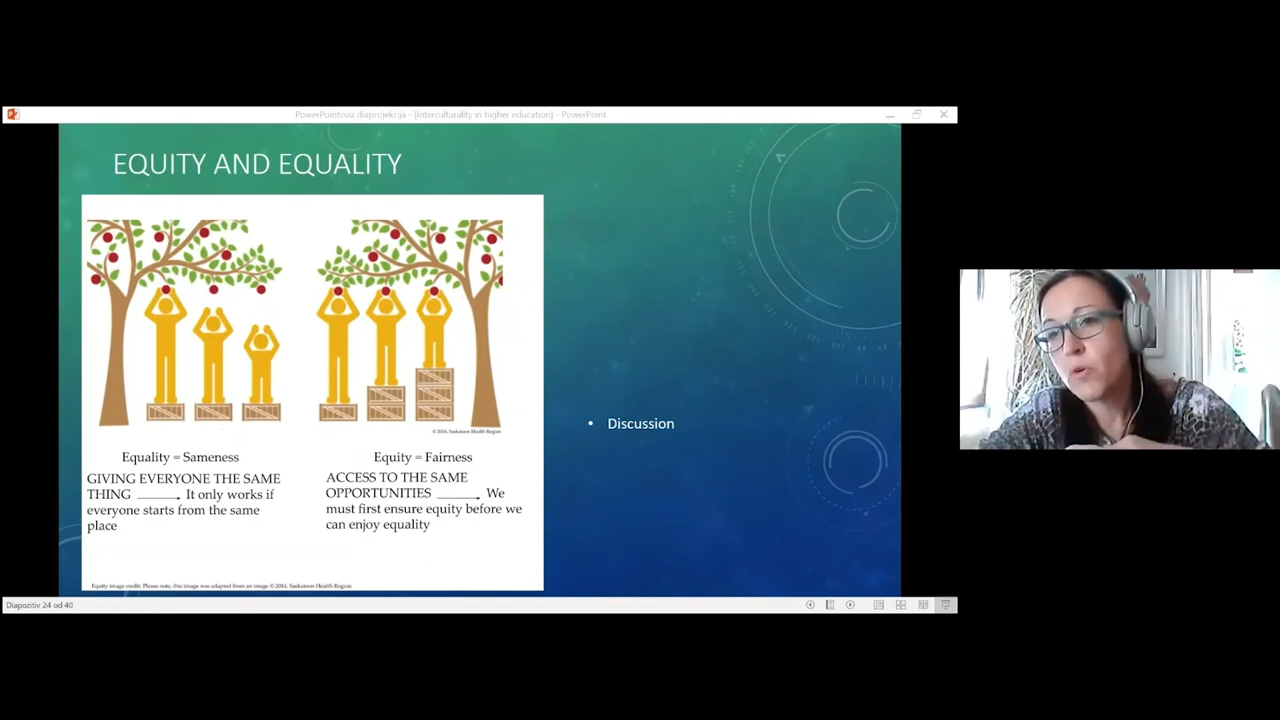 PowerPointova diaprojekcija - [Interculturality in higher education] - PowerPoint
EQUITY AND EQUALITY
© 2014, Saskatoon Health Region
Equality = Sameness
GIVING EVERYONE THE SAME
THING It only works if
everyone starts from the same
place
Equity = Fairness
ACCESS TO THE SAME
OPPORTUNITIES We
must first ensure equity before we
can enjoy equality
Equity image credit: Please note, this image was adapted from an image © 2014, Saskatoon Health Region
• Discussion
Diapozitiv 24 od 40